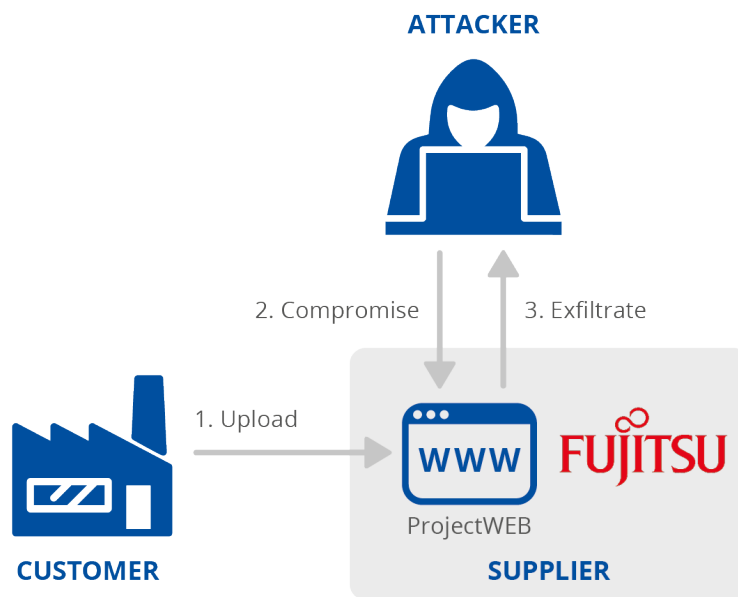 ATTACKER
2. Compromise
3. Exfiltrate
1. Upload
WWW
FUJITSU
ProjectWEB
CUSTOMER
SUPPLIER